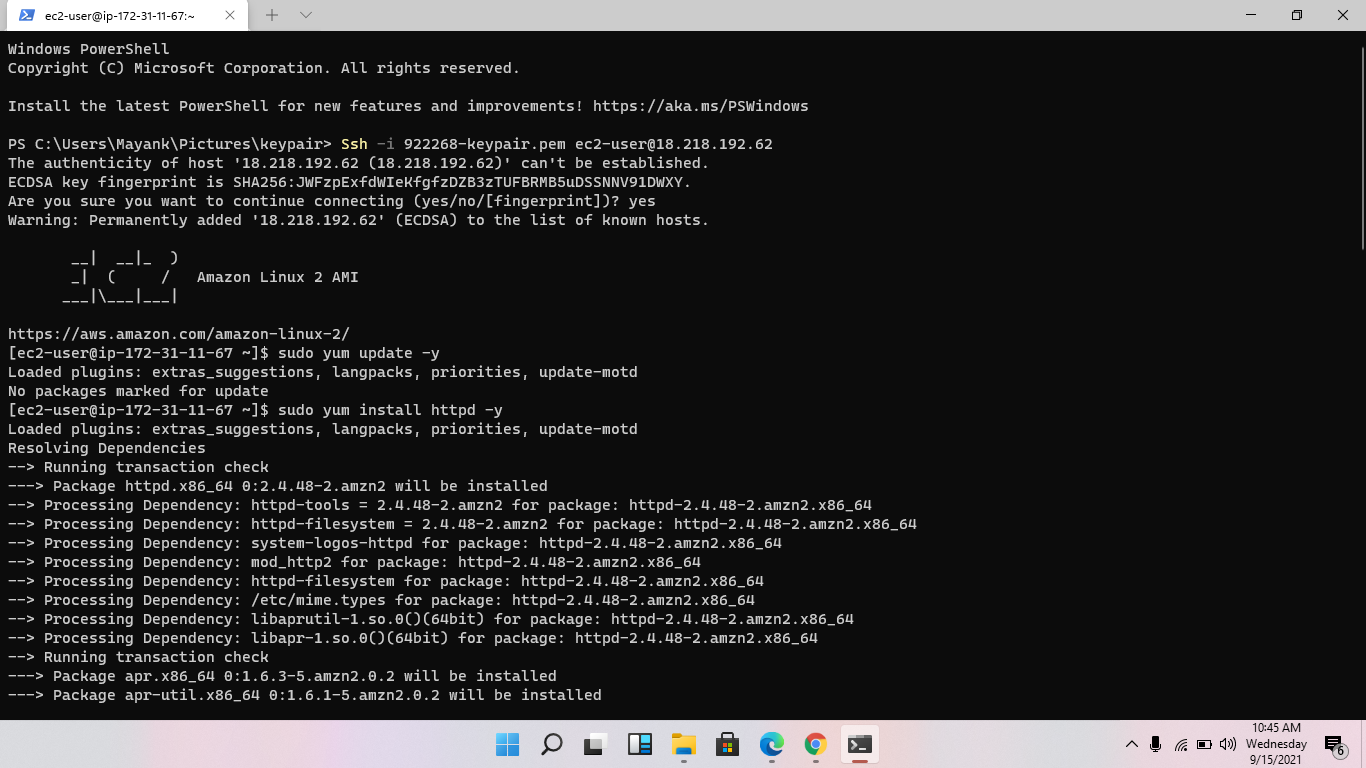 ec2-user@ip-172-31-11-67:~
Windows PowerShell
Copyright (C) Microsoft Corporation. All rights reserved.
Install the latest PowerShell for new features and improvements! https://aka.ms/PSWindows
PS C:\Users\Mayank\Pictures\keypair> Ssh -i 922268-keypair.pem ec2-user@18.218.192.62
The authenticity of host '18.218.192.62 (18.218.192.62)' can't be established.
ECDSA key fingerprint is SHA256:JWFzpExfdWIeKfgfzDZB3zTUFBRMB5uDSSNNV91DWXY.
Are you sure you want to continue connecting (yes/no/[fingerprint])? yes
Warning: Permanently added '18.218.192.62' (ECDSA) to the list of known hosts.
       __|  __|_  )
       _|  (     /   Amazon Linux 2 AMI
      ___|\___|___|
https://aws.amazon.com/amazon-linux-2/
[ec2-user@ip-172-31-11-67 ~]$ sudo yum update -y
Loaded plugins: extras_suggestions, langpacks, priorities, update-motd
No packages marked for update
[ec2-user@ip-172-31-11-67 ~]$ sudo yum install httpd -y
Loaded plugins: extras_suggestions, langpacks, priorities, update-motd
Resolving Dependencies
--> Running transaction check
---> Package httpd.x86_64 0:2.4.48-2.amzn2 will be installed
--> Processing Dependency: httpd-tools = 2.4.48-2.amzn2 for package: httpd-2.4.48-2.amzn2.x86_64
--> Processing Dependency: httpd-filesystem = 2.4.48-2.amzn2 for package: httpd-2.4.48-2.amzn2.x86_64
--> Processing Dependency: system-logos-httpd for package: httpd-2.4.48-2.amzn2.x86_64
--> Processing Dependency: mod_http2 for package: httpd-2.4.48-2.amzn2.x86_64
--> Processing Dependency: httpd-filesystem for package: httpd-2.4.48-2.amzn2.x86_64
--> Processing Dependency: /etc/mime.types for package: httpd-2.4.48-2.amzn2.x86_64
--> Processing Dependency: libaprutil-1.so.0()(64bit) for package: httpd-2.4.48-2.amzn2.x86_64
--> Processing Dependency: libapr-1.so.0()(64bit) for package: httpd-2.4.48-2.amzn2.x86_64
--> Running transaction check
---> Package apr.x86_64 0:1.6.3-5.amzn2.0.2 will be installed
---> Package apr-util.x86_64 0:1.6.1-5.amzn2.0.2 will be installed
10:45 AM
Wednesday
9/15/2021
6